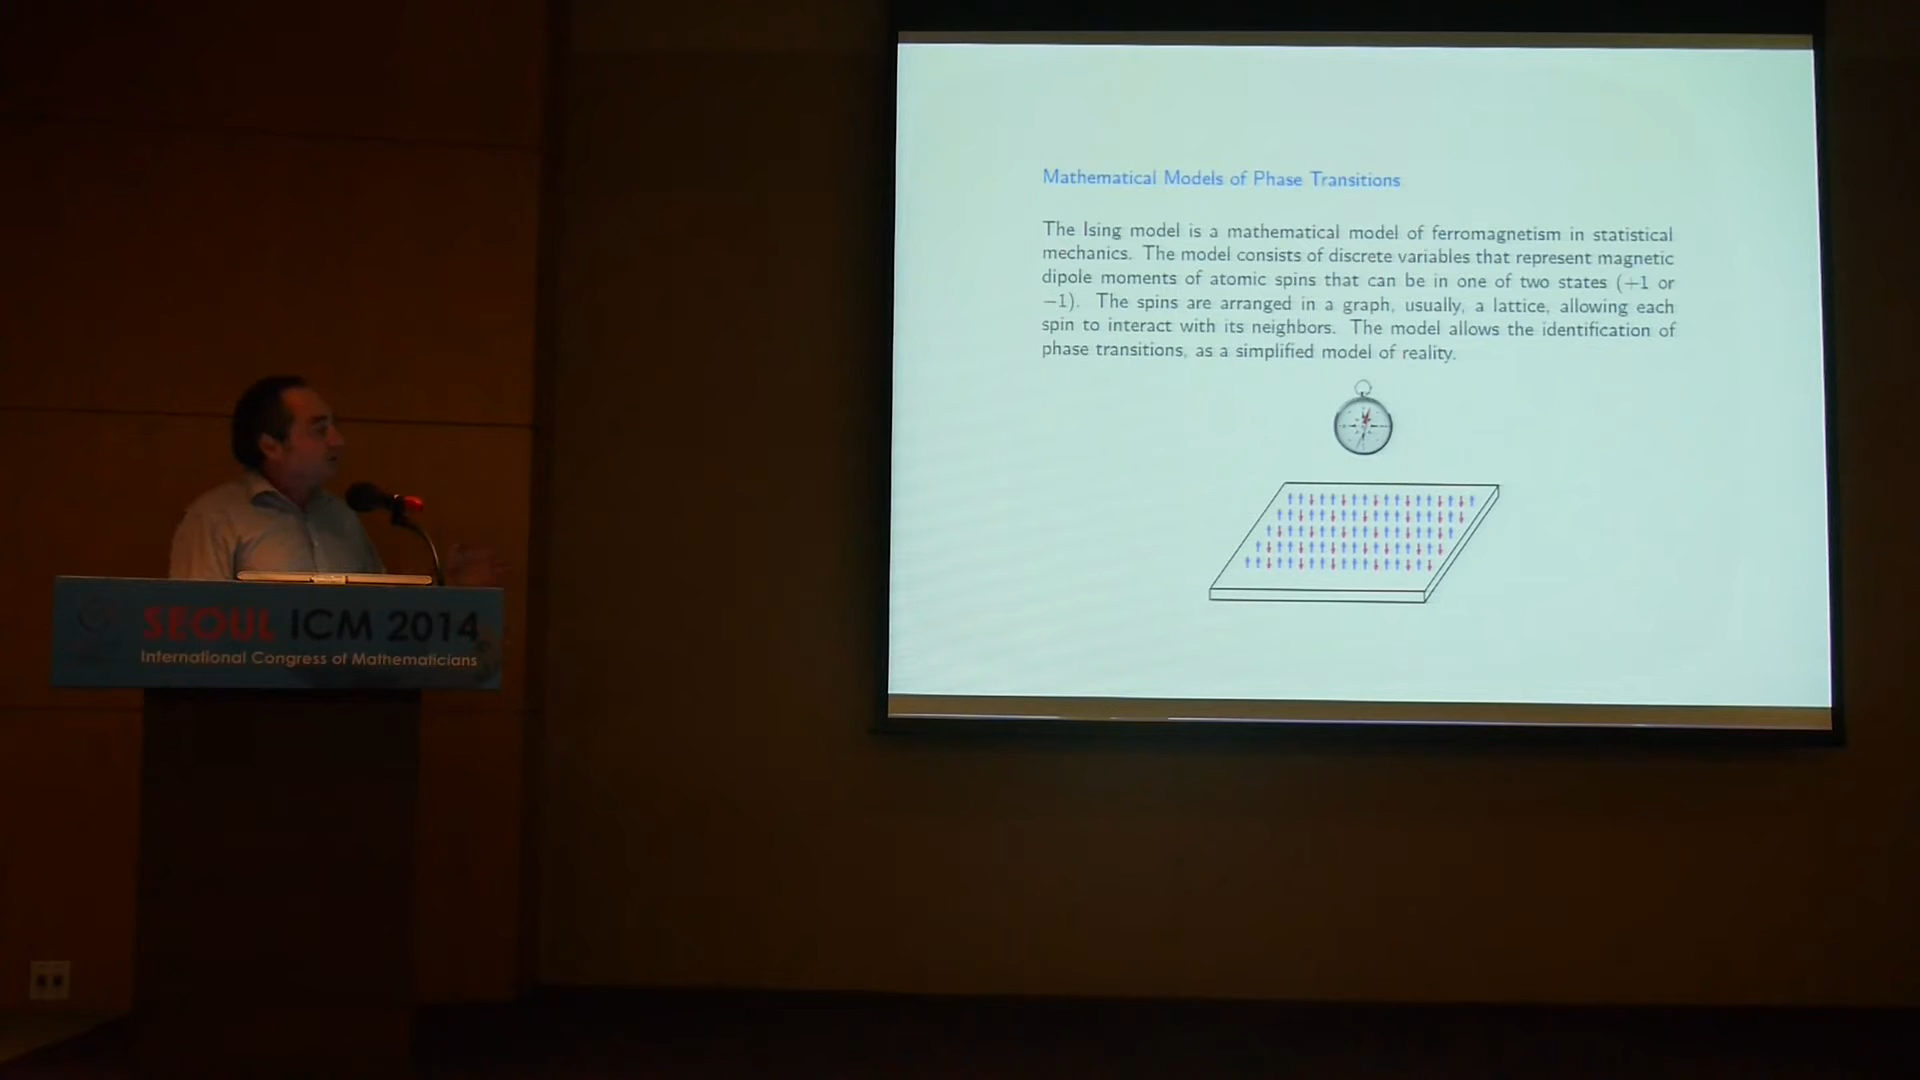 Mathematical Models of Phase Transitions
The Ising model is a mathematical model of ferromagnetism in statistical
mechanics. The model consists of discrete variables that represent magnetic
dipole moments of atomic spins that can be in one of two states (+1 or
−1). The spins are arranged in a graph, usually, a lattice, allowing each
spin to interact with its neighbors. The model allows the identification of
phase transitions, as a simplified model of reality.
SEOUL ICM 2014
International Congress of Mathematicians